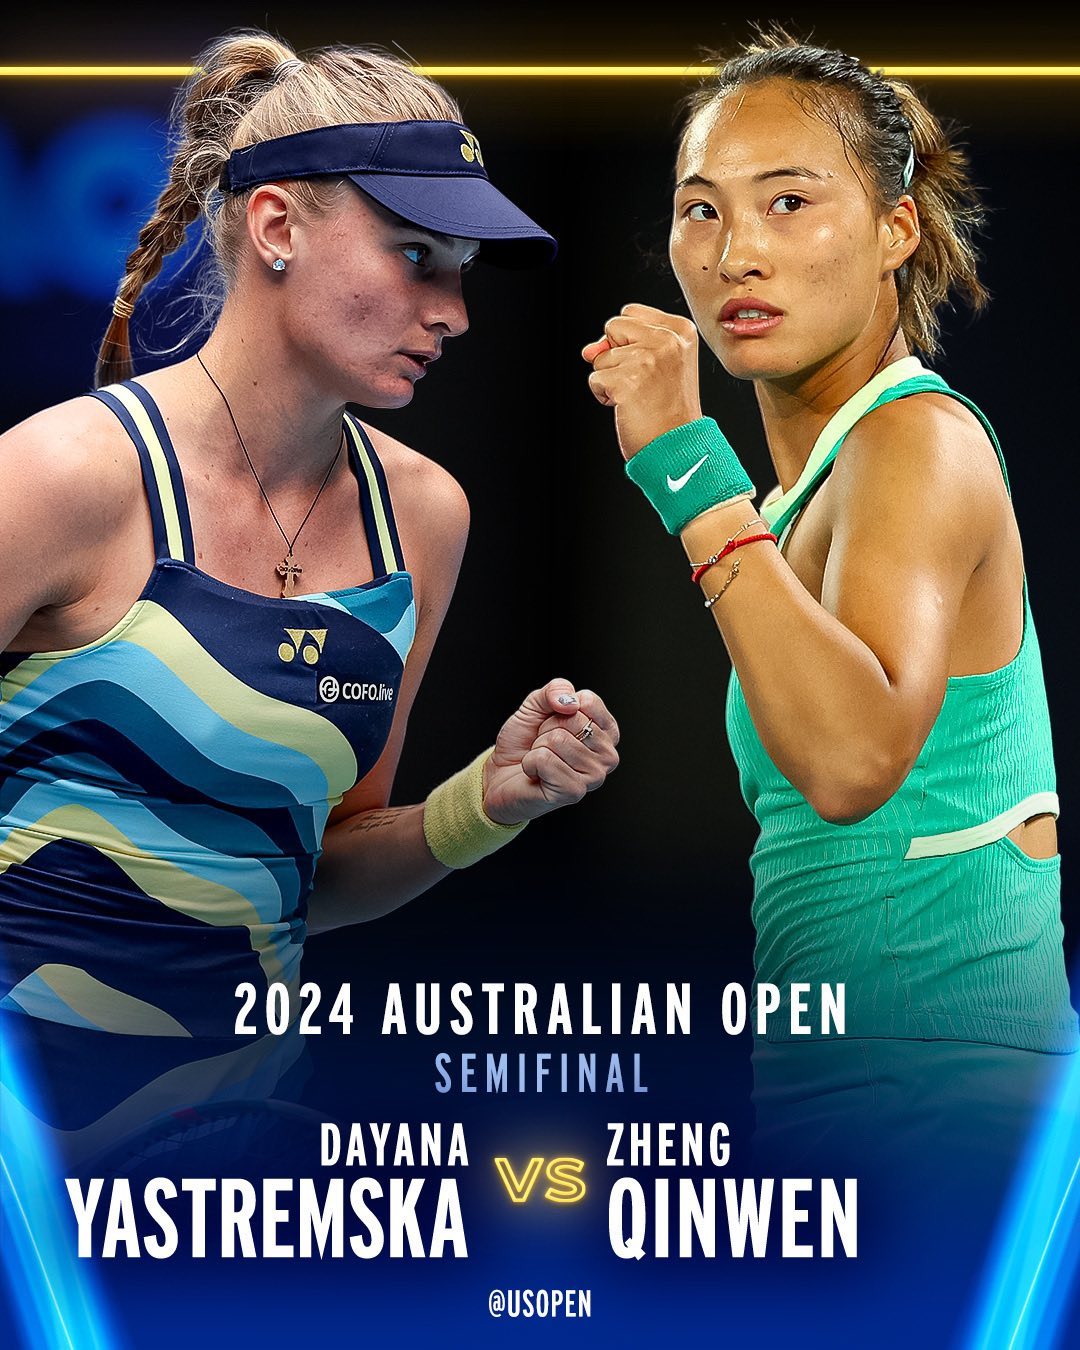 COFO.live
2024 AUSTRALIAN OPEN
SEMIFINAL
DAYANA
YASTREMSKA
VS
ZHENG
QINWEN
@USOPEN